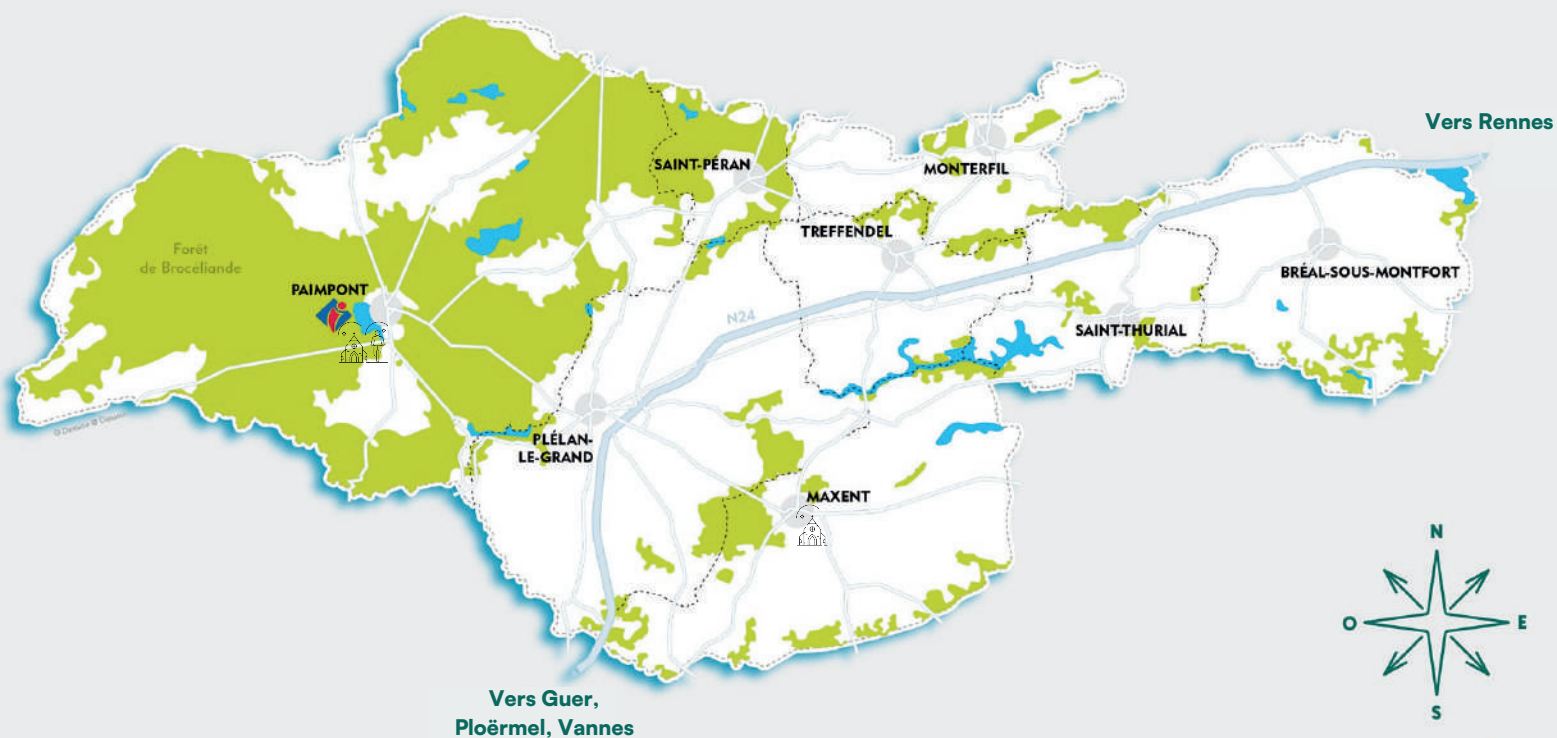 Vers Rennes
SAINT-PÉRAN
MONTERFIL
TREFFENDEL
Forêt
de Brocéliande
BRÉAL-SOUS-MONTFORT
PAIMPONT
N24
SAINT-THURIAL
PLÉLAN-
LE-GRAND
MAXENT
N
O
E
S
Vers Guer,
Ploërmel, Vannes